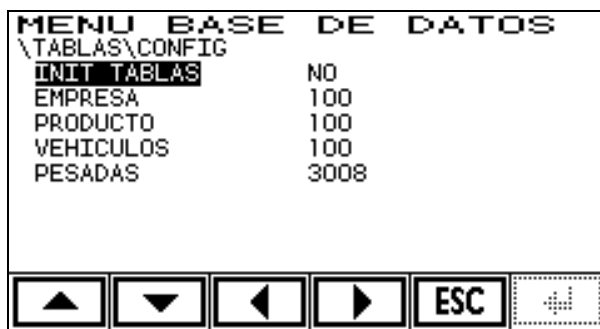 MENU BASE DE DATOS
\TABLAS\CONFIG
INIT TABLAS NO
EMPRESA 100
PRODUCTO 100
VEHICULOS 100
PESADAS 3008
ESC